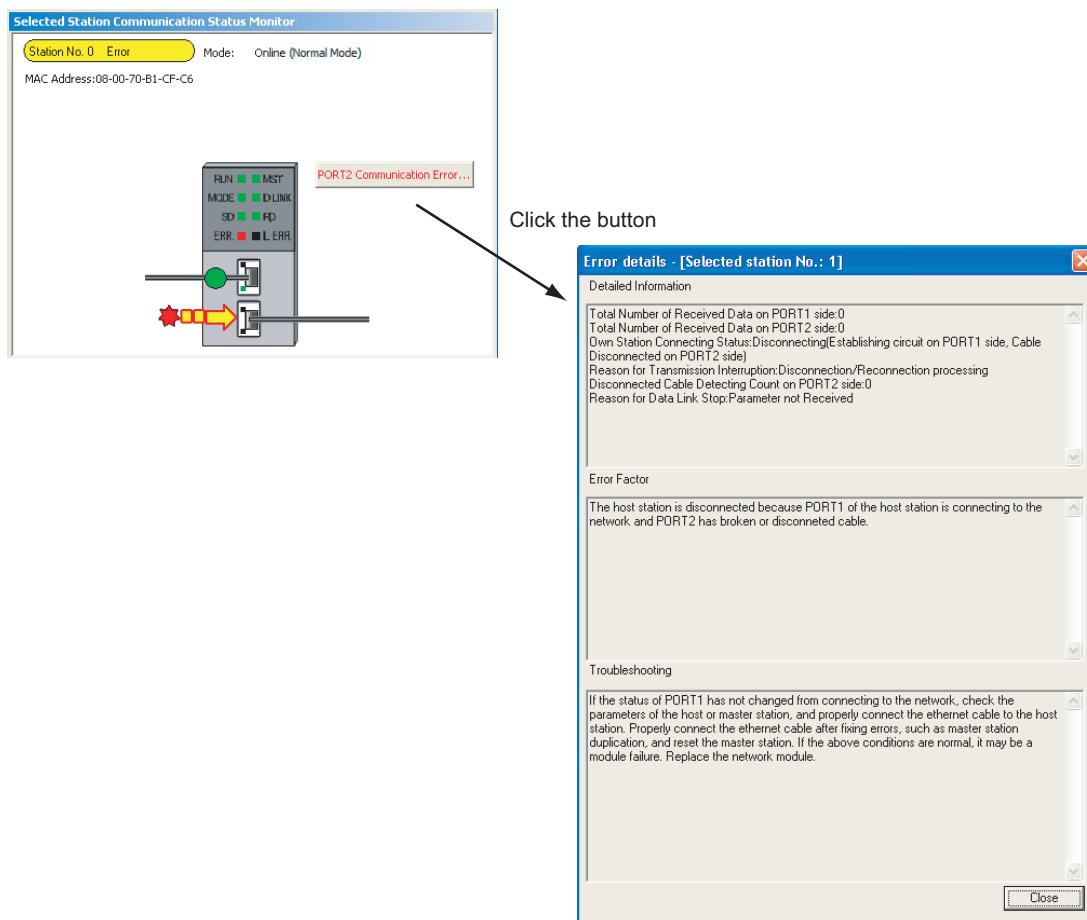 Selected Station Communication Status Monitor
Station No. 0 Error
Mode: Online (Normal Mode)
MAC Address:08-00-70-B1-CF-C6
RUN MST
MODE D LINK
SD RD
ERR. L ERR.
PORT2 Communication Error...
Click the button
Error details - [Selected station No.: 1]
Detailed Information
Total Number of Received Data on PORT1 side:0
Total Number of Received Data on PORT2 side:0
Own Station Connecting Status:Disconnecting(Establishing circuit on PORT1 side, Cable
Disconnected on PORT2 side)
Reason for Transmission Interruption:Disconnection/Reconnection processing
Disconnected Cable Detecting Count on PORT2 side:0
Reason for Data Link Stop:Parameter not Received
Error Factor
The host station is disconnected because PORT1 of the host station is connecting to the
network and PORT2 has broken or disconneted cable.
Troubleshooting
If the status of PORT1 has not changed from connecting to the network, check the
parameters of the host or master station, and properly connect the ethernet cable to the host
station. Properly connect the ethernet cable after fixing errors, such as master station
duplication, and reset the master station. If the above conditions are normal, it may be a
module failure. Replace the network module.
Close